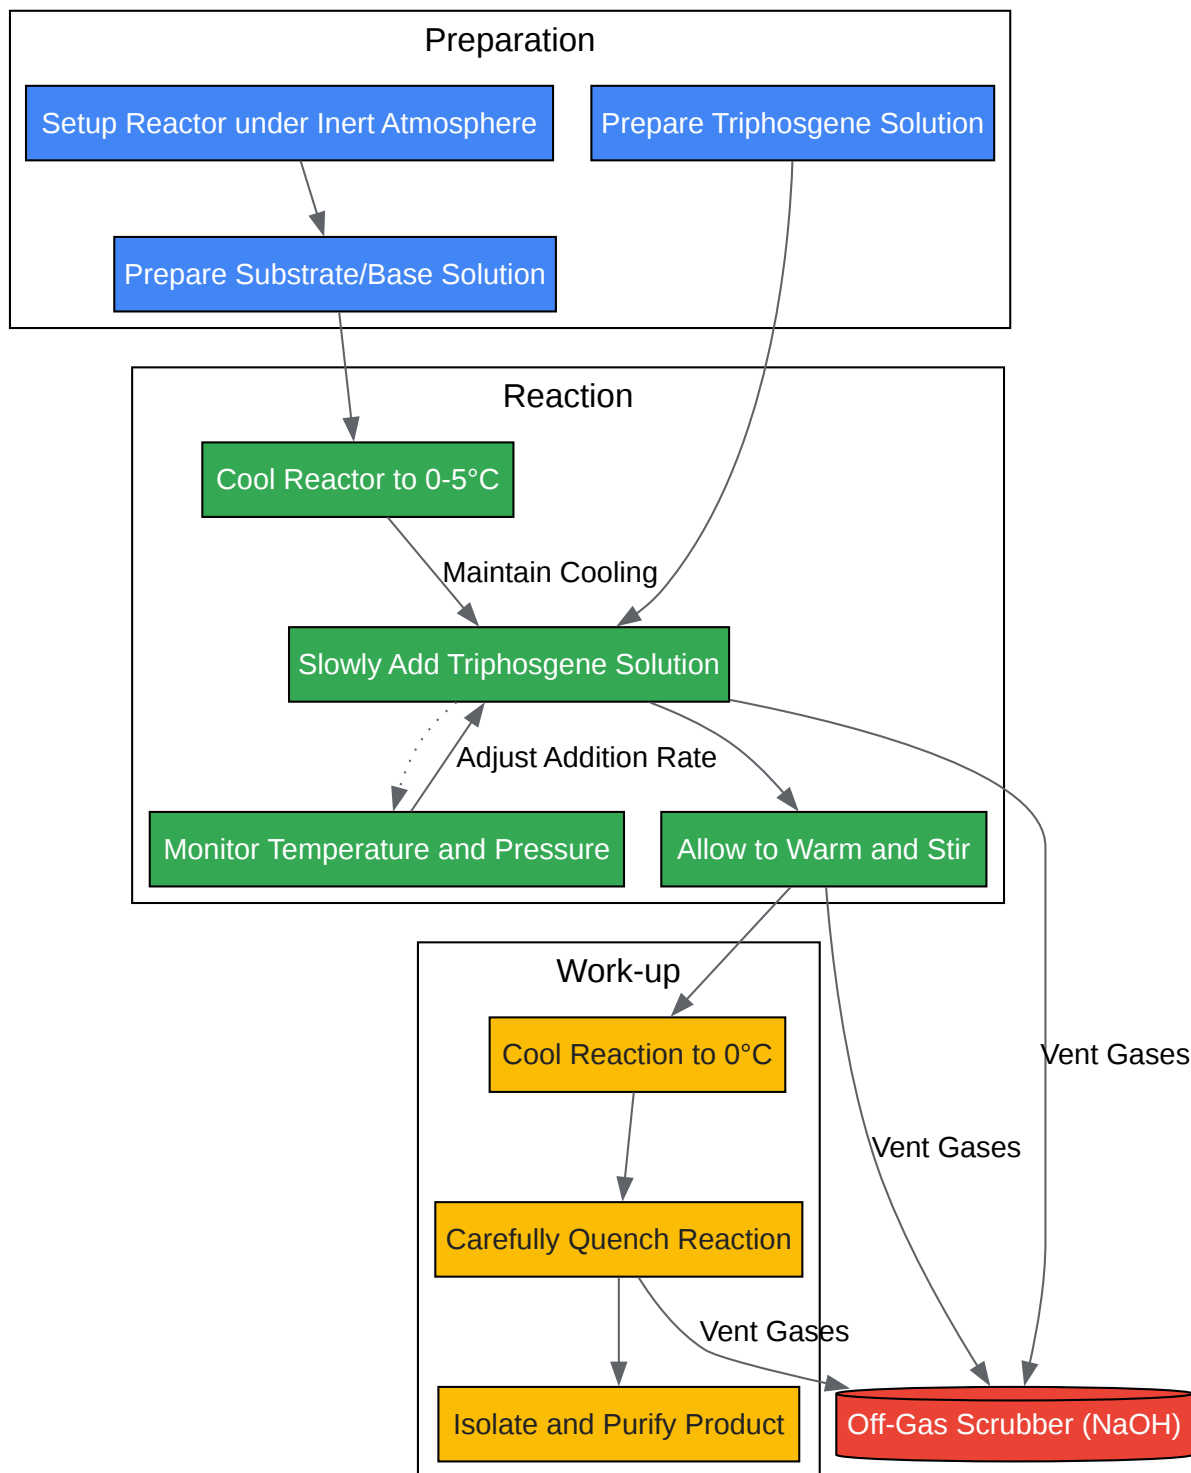 Preparation
Setup Reactor under Inert Atmosphere
Prepare Triphosgene Solution
Prepare Substrate/Base Solution
Reaction
Cool Reactor to 0-5°C
Maintain Cooling
Slowly Add Triphosgene Solution
Adjust Addition Rate
Monitor Temperature and Pressure
Allow to Warm and Stir
Work-up
Cool Reaction to 0°C
Vent Gases
Vent Gases
Carefully Quench Reaction
Vent Gases
Isolate and Purify Product
Off-Gas Scrubber (NaOH)